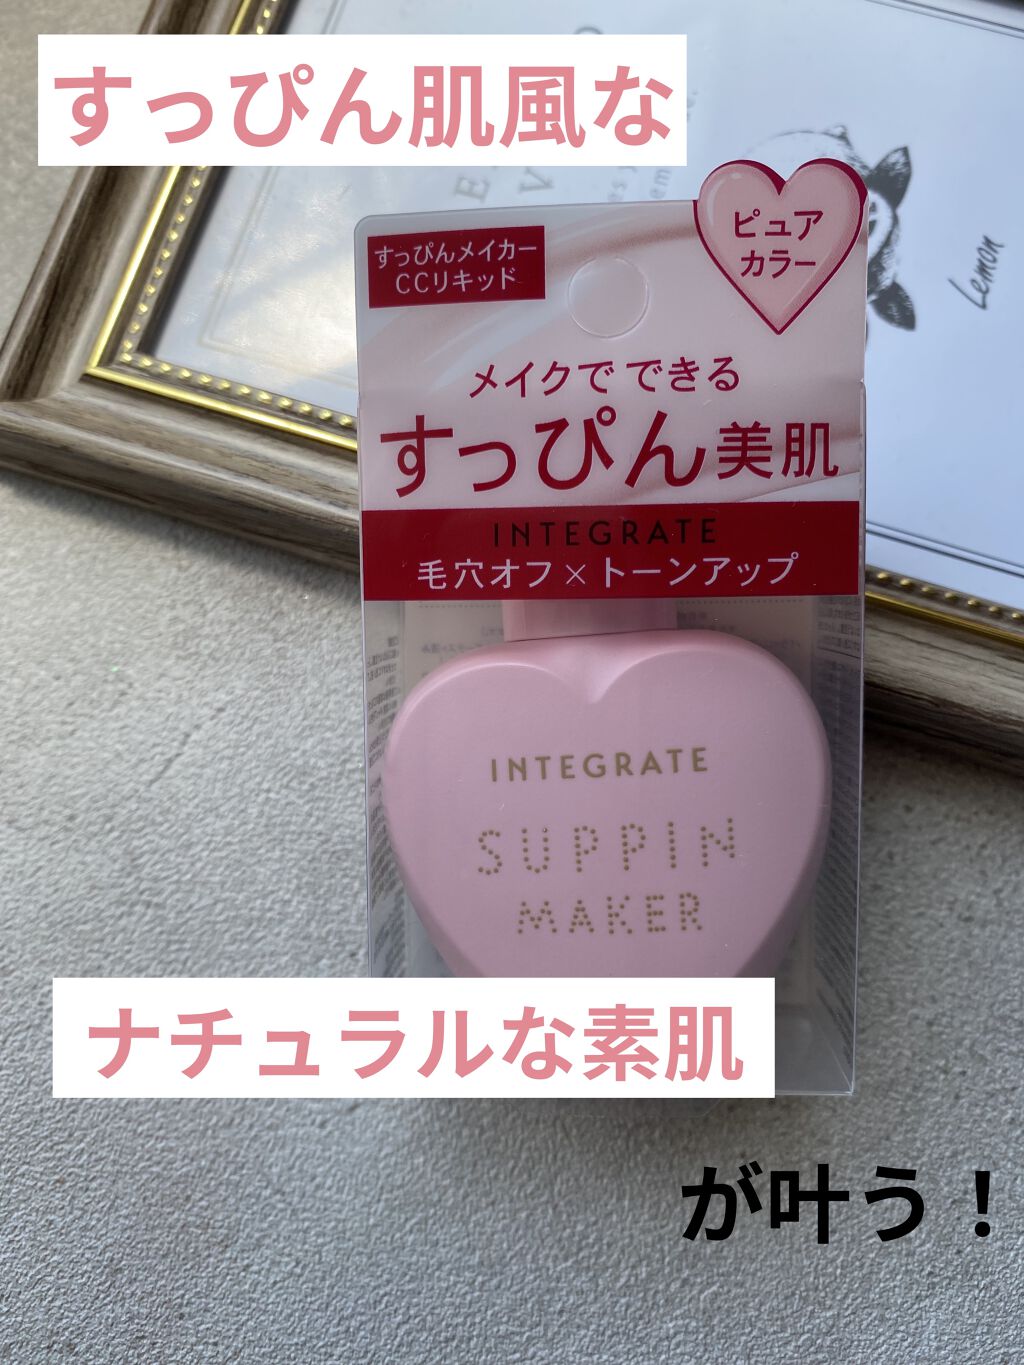 すっぴん肌風な
ピュア
カラー
すっぴんメイカー
CCリキッド
メイクで できる
すっぴん美肌
INTEGRATE
毛穴オフ×トーンアップ
INTEGRATE
SUPPIN
MAKER
Lemon
ナチュラルな素肌
が叶う！